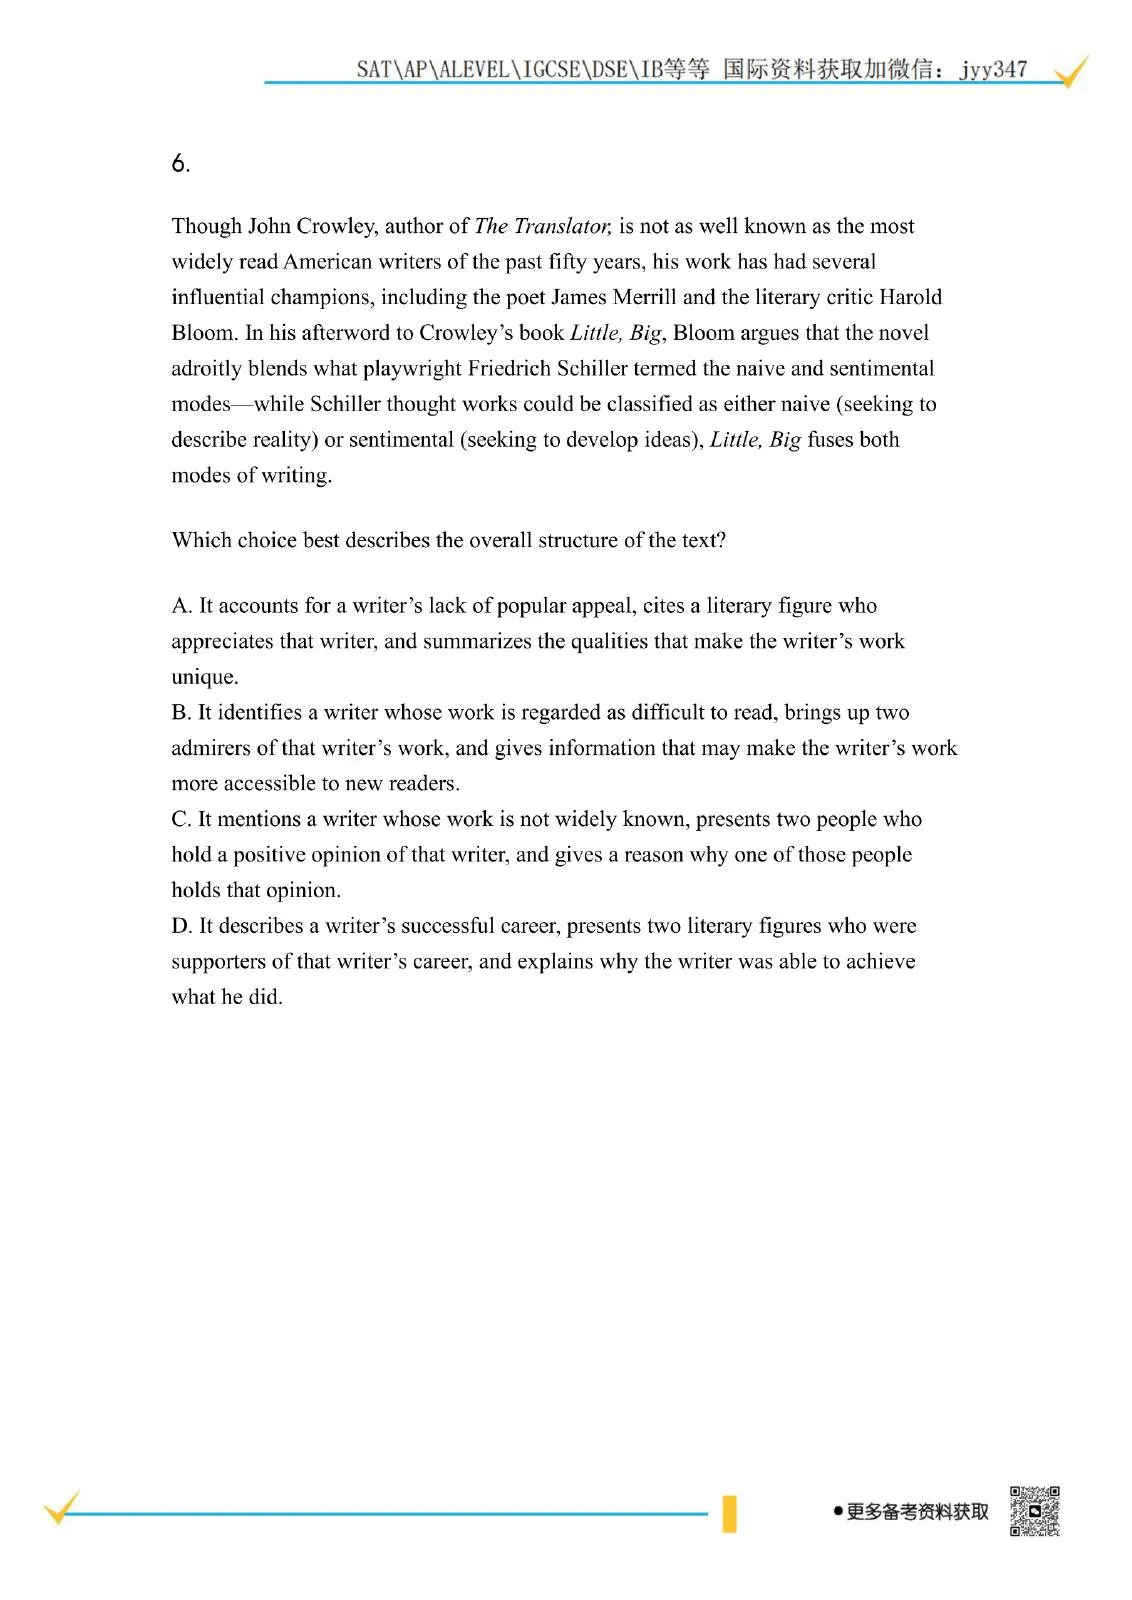 SAT\AP\ALEVEL\IGCSE\DSE\IB等等 国际资料获取加微信：jyy347
6.
Though John Crowley, author of The Translator, is not as well known as the most
widely read American writers of the past fifty years, his work has had several
influential champions, including the poet James Merrill and the literary critic Harold
Bloom. In his afterword to Crowley’s book Little, Big, Bloom argues that the novel
adroitly blends what playwright Friedrich Schiller termed the naive and sentimental
modes—while Schiller thought works could be classified as either naive (seeking to
describe reality) or sentimental (seeking to develop ideas), Little, Big fuses both
modes of writing.
Which choice best describes the overall structure of the text?
A. It accounts for a writer’s lack of popular appeal, cites a literary figure who
appreciates that writer, and summarizes the qualities that make the writer’s work
unique.
B. It identifies a writer whose work is regarded as difficult to read, brings up two
admirers of that writer’s work, and gives information that may make the writer’s work
more accessible to new readers.
C. It mentions a writer whose work is not widely known, presents two people who
hold a positive opinion of that writer, and gives a reason why one of those people
holds that opinion.
D. It describes a writer’s successful career, presents two literary figures who were
supporters of that writer’s career, and explains why the writer was able to achieve
what he did.
●更多备考资料获取